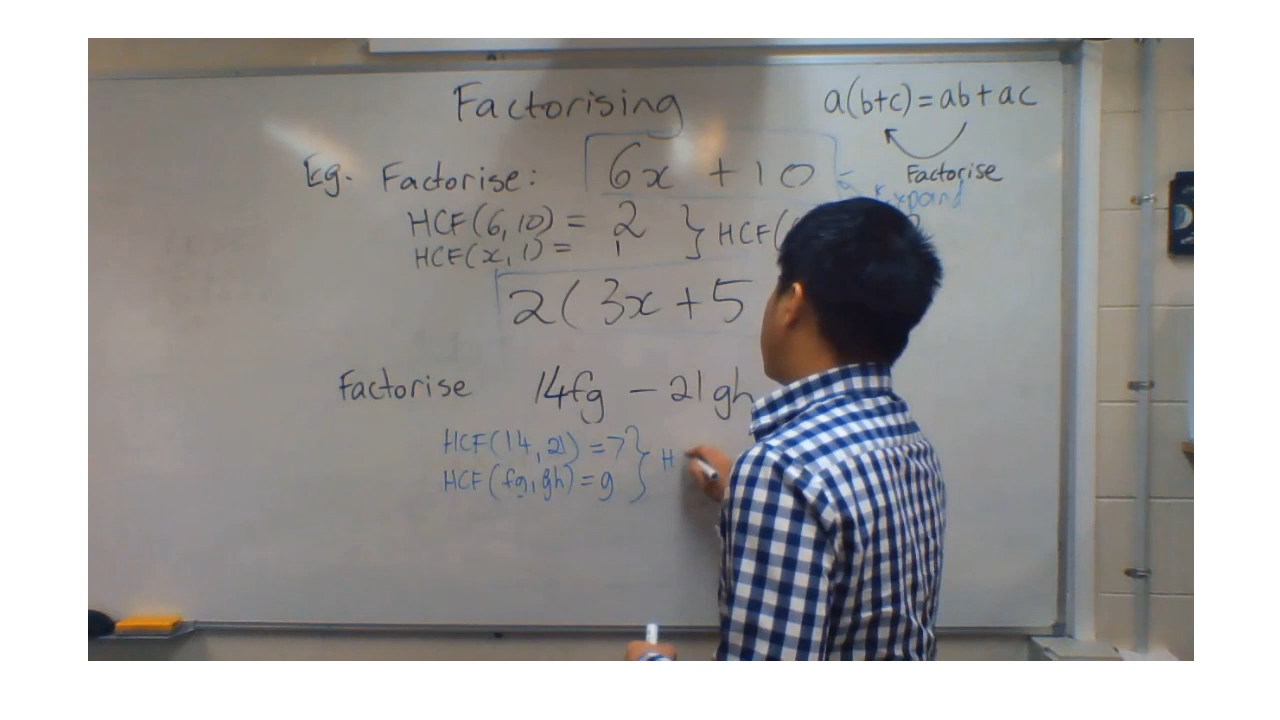 Factorising
a(b+c) = ab + ac
Factorise
Expand
Eg. Factorise: 6x + 10
HCF(6, 10) = 2
HCF(x, 1) = 1
} HCF(
2(3x + 5
Factorise 14fg - 21gh
HCF(14, 21) = 7
HCF(fg, gh) = g
} H